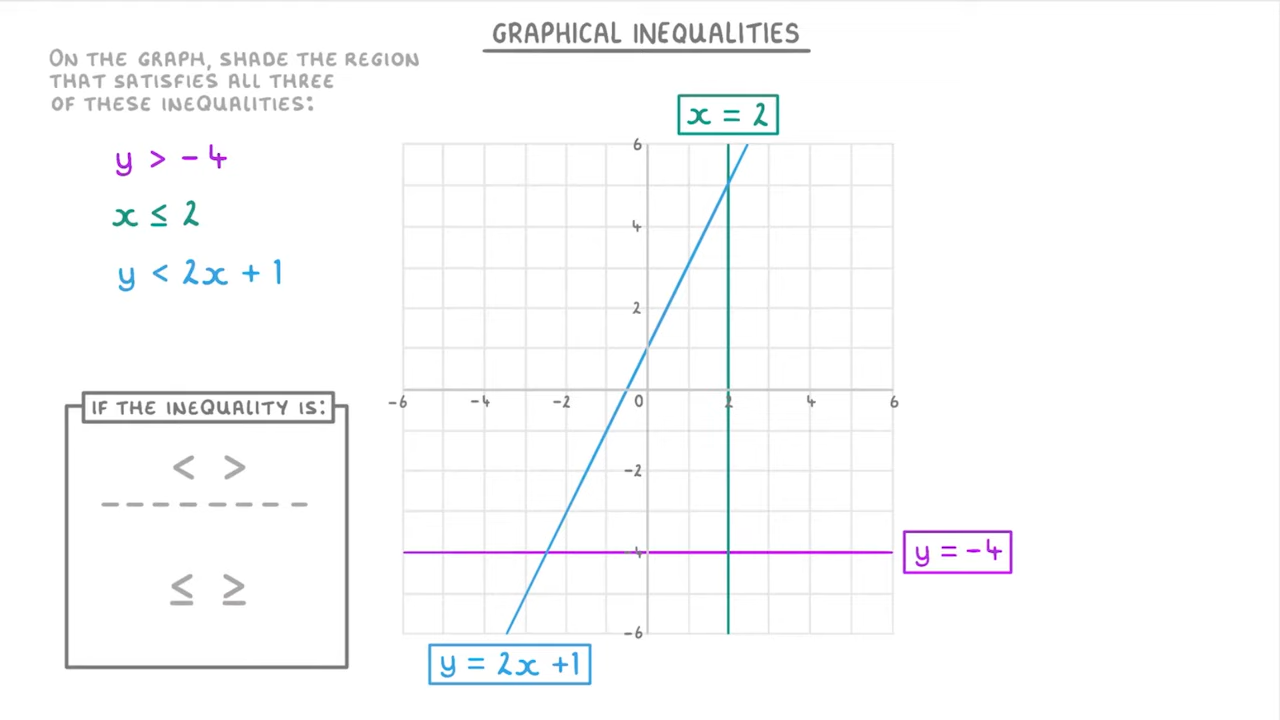 GRAPHICAL INEQUALITIES
ON THE GRAPH, SHADE THE REGION
THAT SATISFIES ALL THREE
OF THESE INEQUALITIES:
y > - 4
x ≤ 2
y < 2x + 1
IF THE INEQUALITY IS:
< >
≤ ≥
x = 2
6
4
2
-6 -4 -2 0 2 4 6
-2
-4
-6
y = -4
y = 2x +1